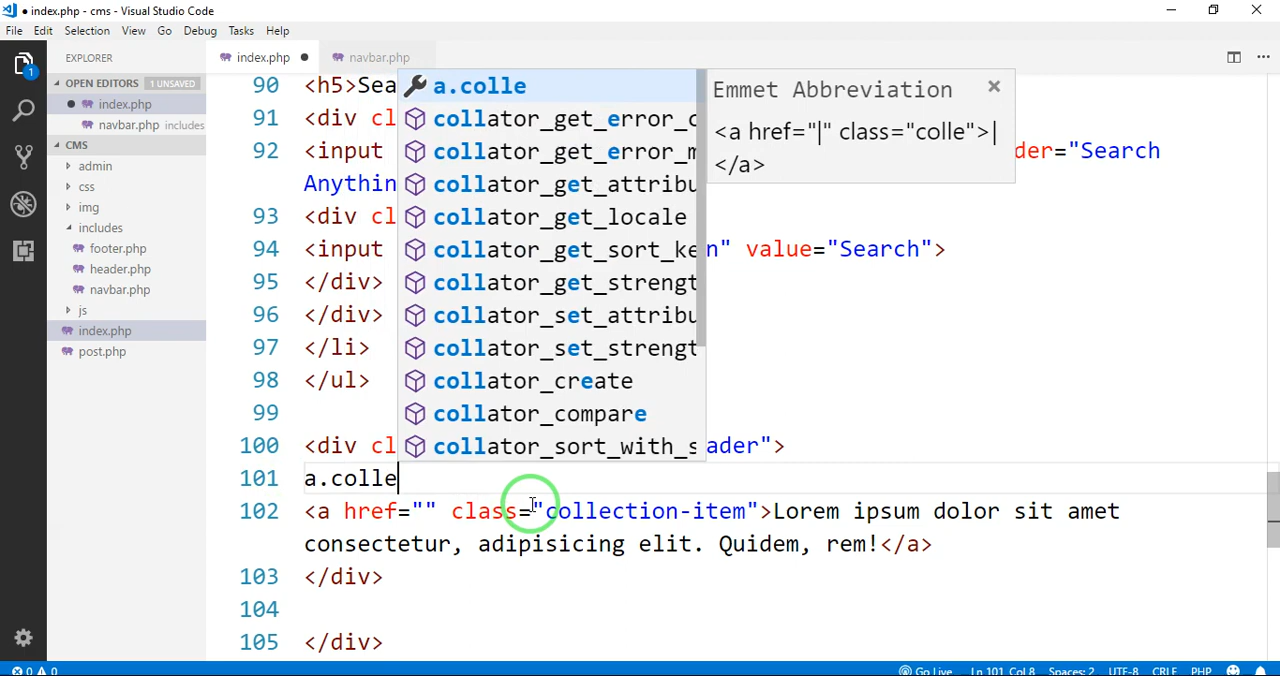 ● index.php - cms - Visual Studio Code
File Edit Selection View Go Debug Tasks Help
EXPLORER
index.php ●
navbar.php
OPEN EDITORS 1 UNSAVED
● index.php
navbar.php includes
CMS
admin
css
img
includes
footer.php
header.php
navbar.php
js
index.php
post.php
1
90 <h5>Sea
91 <div cl
92 <input der="Search
Anythin
93 <div cl
94 <input n" value="Search">
95 </div>
96 </div>
97 </li>
98 </ul>
99
100 <div cl ader">
101 a.colle
102 <a href="" class="collection-item">Lorem ipsum dolor sit amet
consectetur, adipisicing elit. Quidem, rem!</a>
103 </div>
104
105 </div>
a.colle
collator_get_error_c
collator_get_error_m
collator_get_attribu
collator_get_locale
collator_get_sort_ke
collator_get_strengt
collator_set_attribu
collator_set_strengt
collator_create
collator_compare
collator_sort_with_s
Emmet Abbreviation
<a href="|" class="colle">|
</a>
0 0 Go Live Ln 101, Col 8 Spaces: 2 UTF-8 CRLF PHP